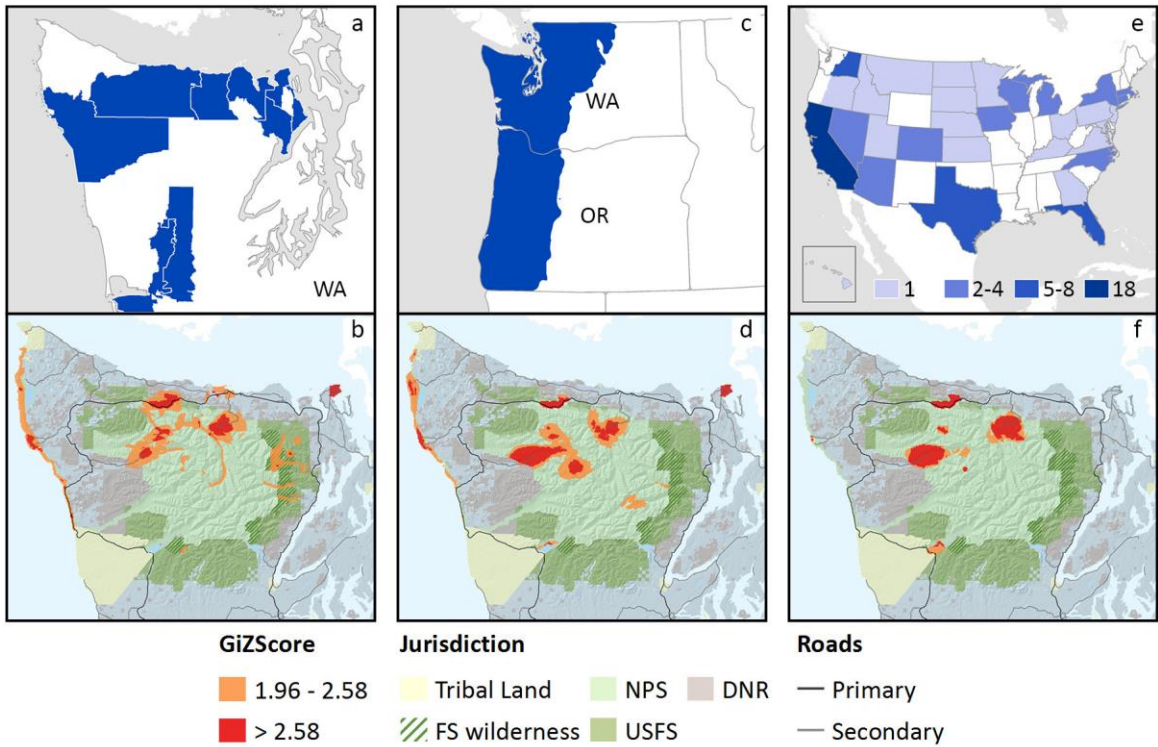 a
WA
c
WA
OR
e
1 2-4 5-8 18
b
d
f
GiZScore Jurisdiction Roads
1.96 - 2.58 Tribal Land NPS DNR Primary
> 2.58 FS wilderness USFS Secondary